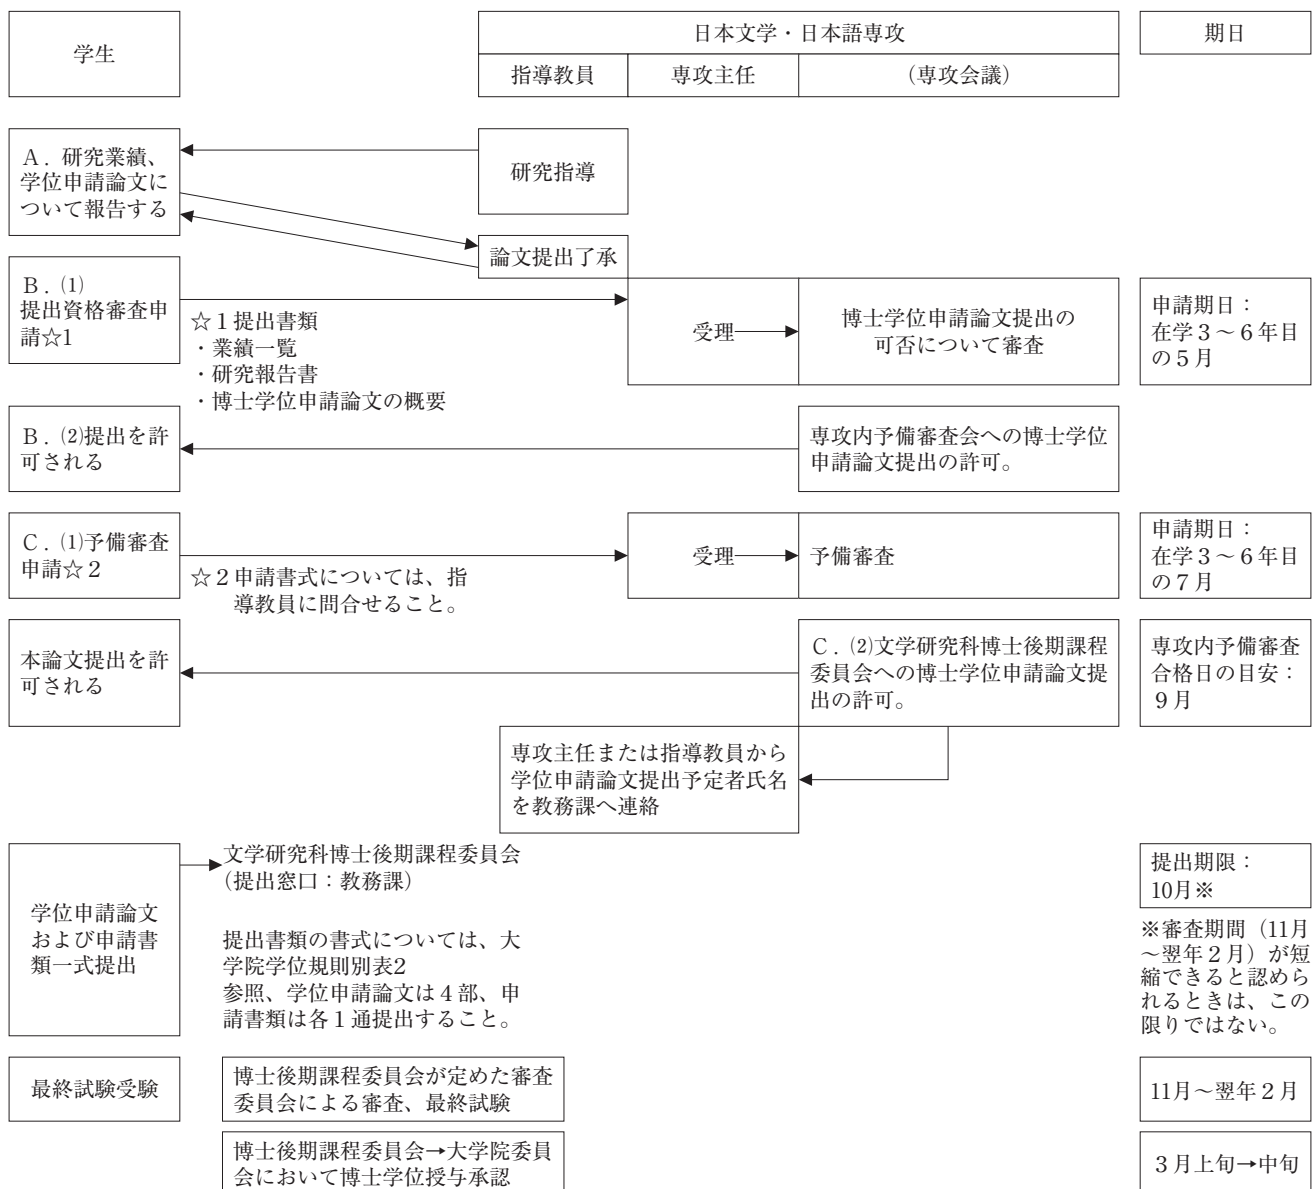 学生
日本文学・日本語専攻
指導教員
専攻主任
(専攻会議)
期日
A．研究業績、
学位申請論文に
ついて報告する
研究指導
論文提出了承
B．⑴
提出資格審査申
請☆1
☆１提出書類
・業績一覧
・研究報告書
・博士学位申請論文の概要
受理
博士学位申請論文提出の
可否について審査
申請期日：
在学３～６年目
の５月
B．⑵提出を許
可される
専攻内予備審査会への博士学位
申請論文提出の許可。
C．⑴予備審査
申請☆２
☆２申請書式については、指
導教員に問合せること。
受理
予備審査
申請期日：
在学３～６年目
の７月
本論文提出を許
可される
C．⑵文学研究科博士後期課程
委員会への博士学位申請論文提
出の許可。
専攻内予備審査
合格日の目安：
９月
専攻主任または指導教員から
学位申請論文提出予定者氏名
を教務課へ連絡
学位申請論文
および申請書
類一式提出
文学研究科博士後期課程委員会
(提出窓口：教務課)
提出書類の書式については、大
学院学位規則別表2
参照、学位申請論文は４部、申
請書類は各１通提出すること。
提出期限：
10月※
※審査期間（11月
～翌年２月）が短
縮できると認めら
れるときは、この
限りではない。
最終試験受験
博士後期課程委員会が定めた審査
委員会による審査、最終試験
11月～翌年２月
博士後期課程委員会→大学院委員
会において博士学位授与承認
３月上旬→中旬